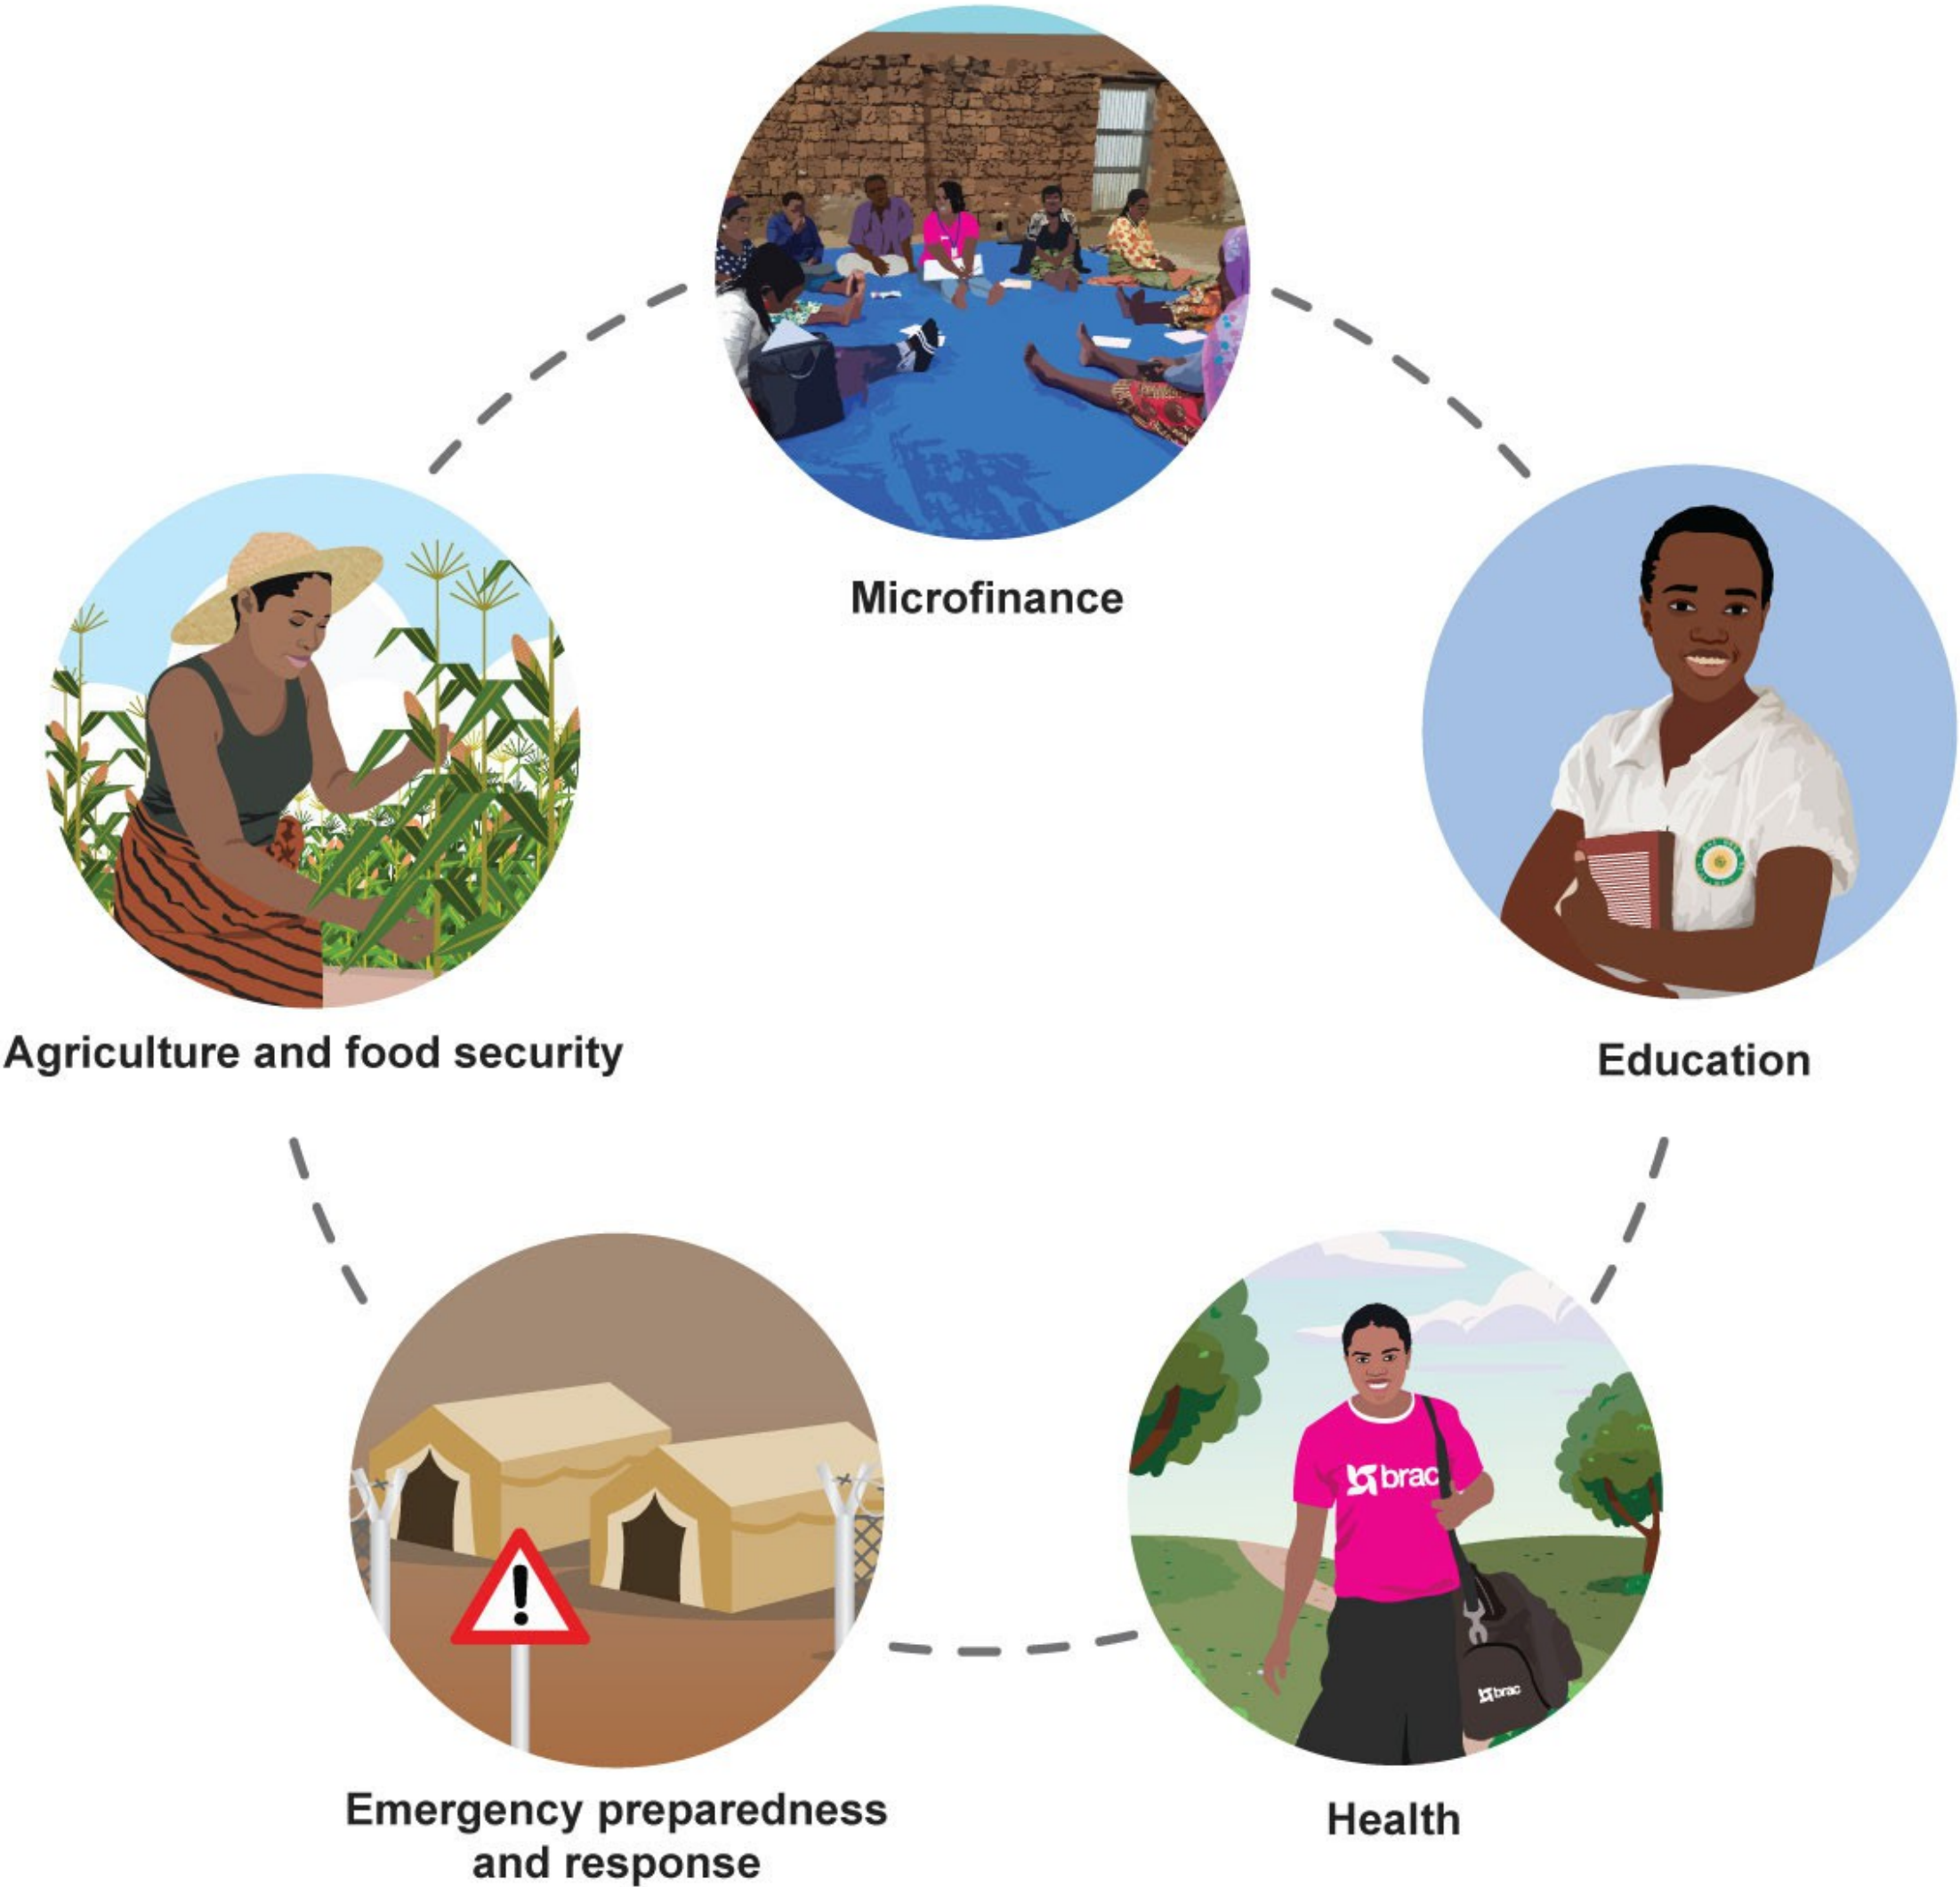 Microfinance
Agriculture and food security
Education
brac
brac
Emergency preparedness
and response
Health